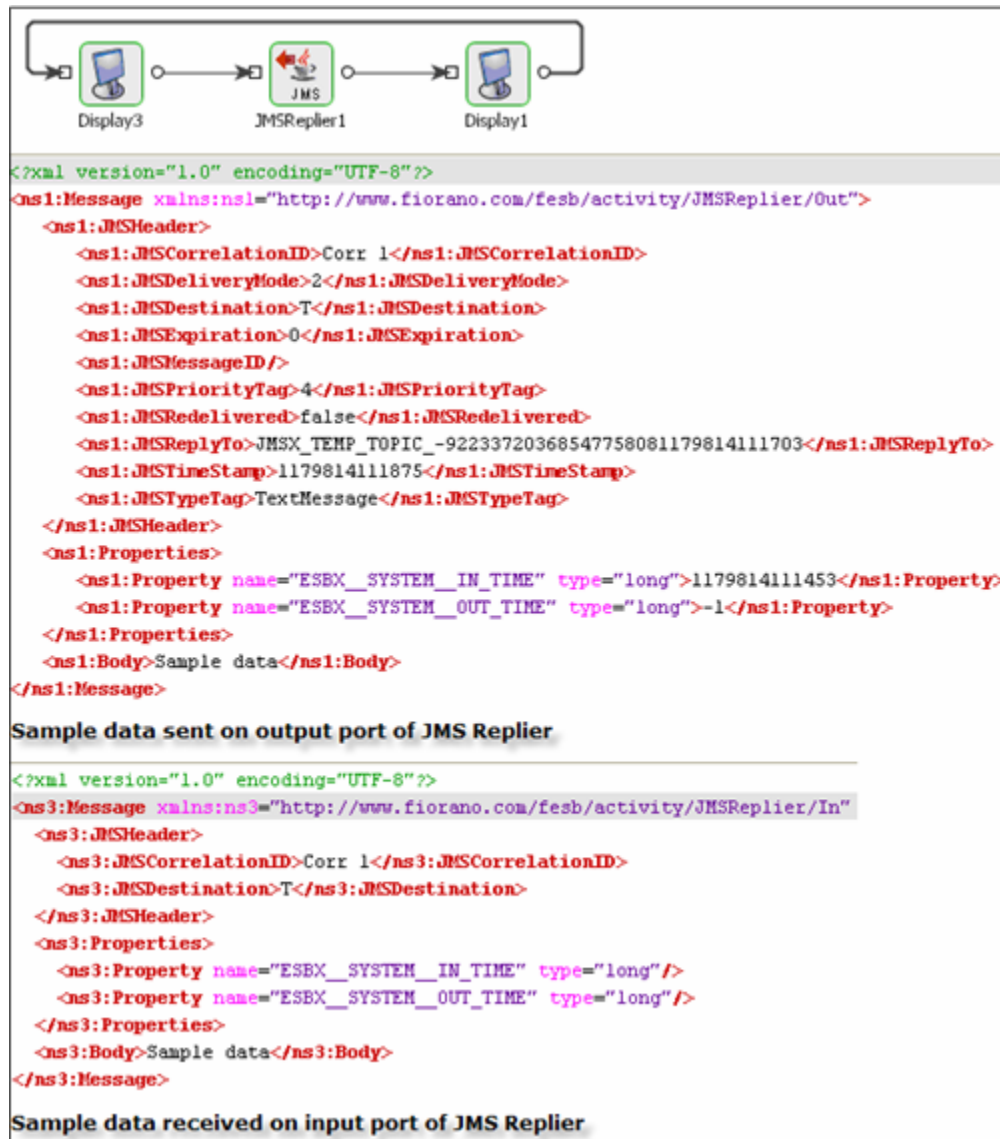 JMS
Display3 JMSReplier1 Display1
<?xml version="1.0" encoding="UTF-8"?>
<ns1:Message xmlns:ns1="http://www.fiorano.com/fesb/activity/JMSReplier/Out">
<ns1:JMSHeader>
<ns1:JMSCorrelationID>Corr 1</ns1:JMSCorrelationID>
<ns1:JMSDeliveryMode>2</ns1:JMSDeliveryMode>
<ns1:JMSDestination>T</ns1:JMSDestination>
<ns1:JMSExpiration>0</ns1:JMSExpiration>
<ns1:JMSMessageID/>
<ns1:JMSPriorityTag>4</ns1:JMSPriorityTag>
<ns1:JMSRedelivered>false</ns1:JMSRedelivered>
<ns1:JMSReplyTo>JMSX_TEMP_TOPIC_-92233720368547758081179814111703</ns1:JMSReplyTo>
<ns1:JMSTimeStamp>1179814111875</ns1:JMSTimeStamp>
<ns1:JMSTypeTag>TextMessage</ns1:JMSTypeTag>
</ns1:JMSHeader>
<ns1:Properties>
<ns1:Property name="ESBX__SYSTEM__IN_TIME" type="long">1179814111453</ns1:Property>
<ns1:Property name="ESBX__SYSTEM__OUT_TIME" type="long">-1</ns1:Property>
</ns1:Properties>
<ns1:Body>Sample data</ns1:Body>
</ns1:Message>
Sample data sent on output port of JMS Replier
<?xml version="1.0" encoding="UTF-8"?>
<ns3:Message xmlns:ns3="http://www.fiorano.com/fesb/activity/JMSReplier/In"
<ns3:JMSHeader>
<ns3:JMSCorrelationID>Corr 1</ns3:JMSCorrelationID>
<ns3:JMSDestination>T</ns3:JMSDestination>
</ns3:JMSHeader>
<ns3:Properties>
<ns3:Property name="ESBX__SYSTEM__IN_TIME" type="long"/>
<ns3:Property name="ESBX__SYSTEM__OUT_TIME" type="long"/>
</ns3:Properties>
<ns3:Body>Sample data</ns3:Body>
</ns3:Message>
Sample data received on input port of JMS Replier